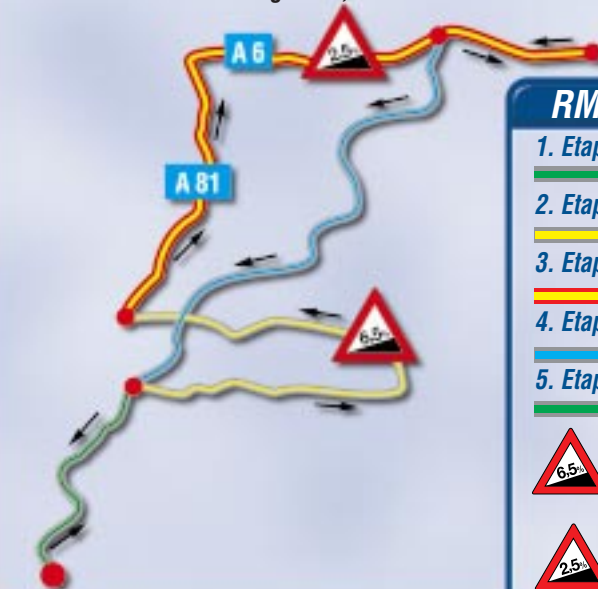 2.5%
A 6
A 81
6.5%
RM
1. Etap
2. Etap
3. Etap
4. Etap
5. Etap
6,5%
2,5%